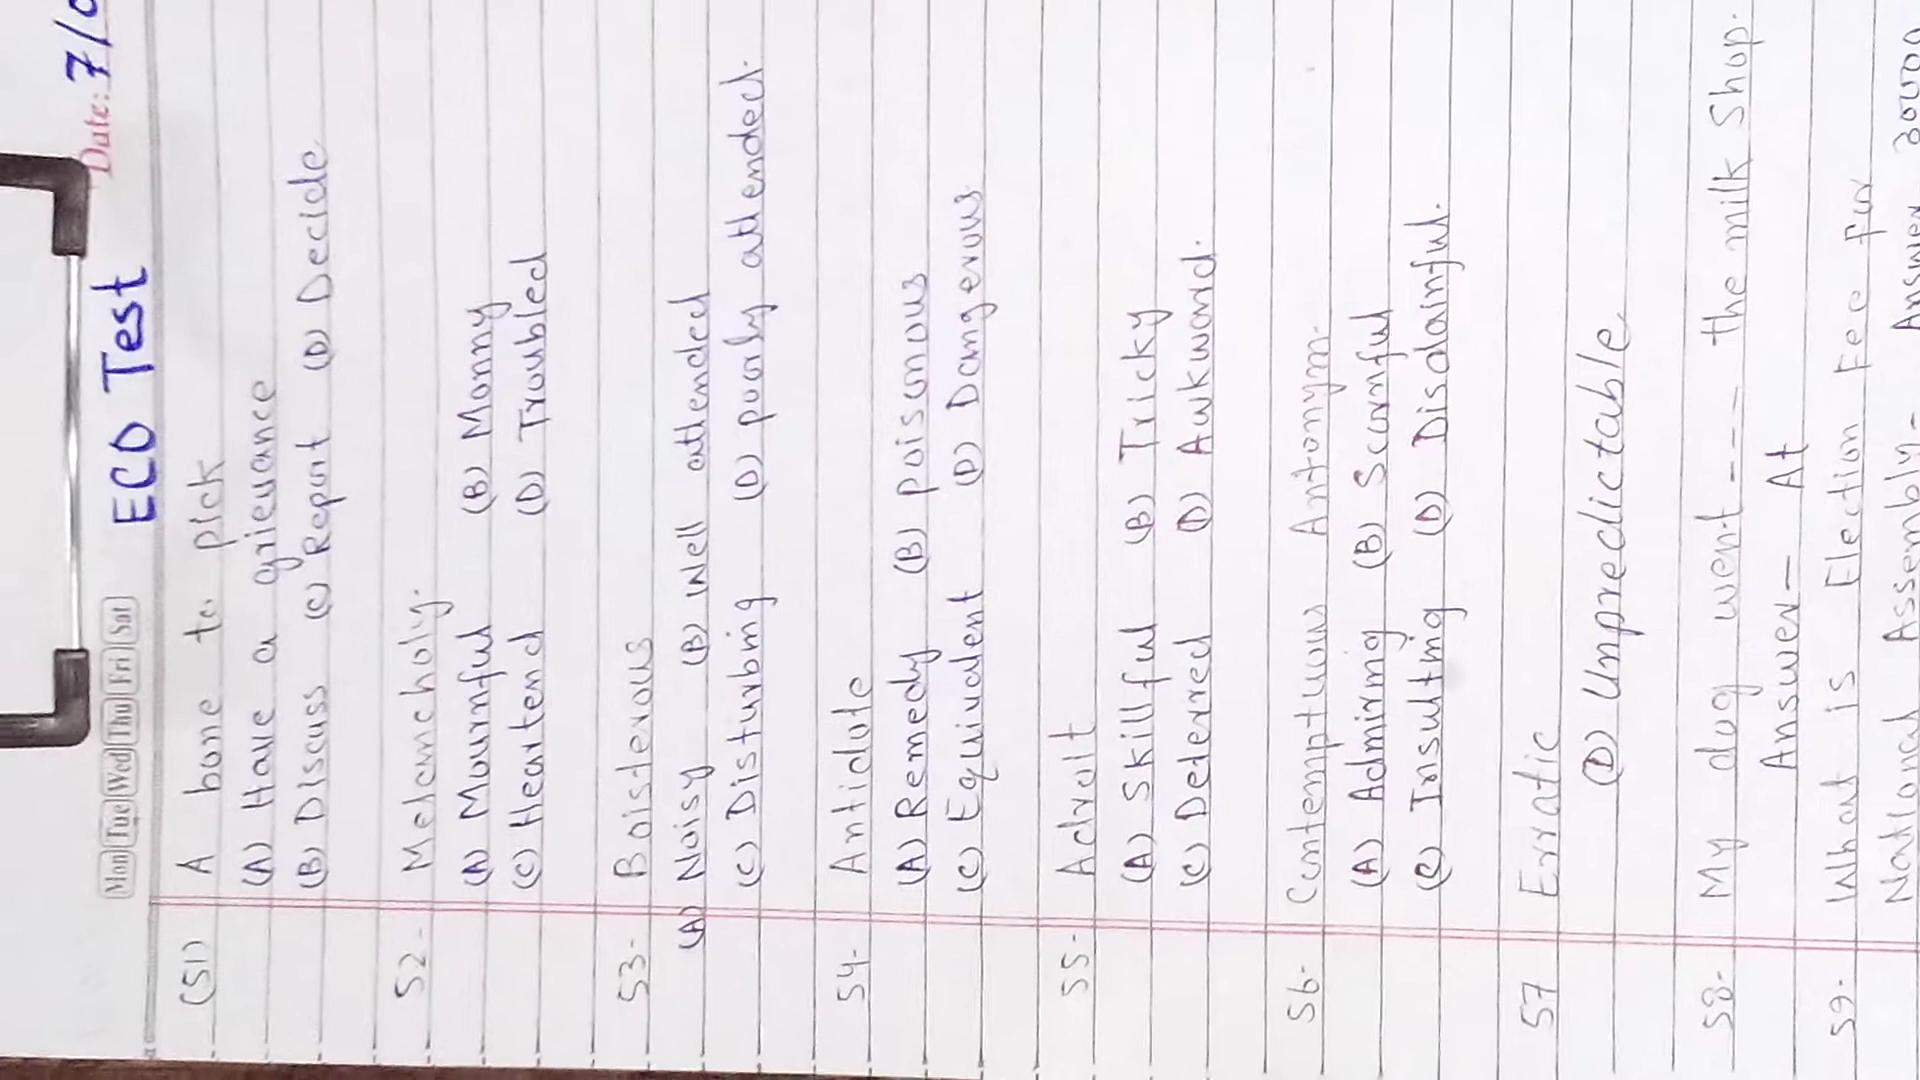 Mon Tue Wed Thu Fri Sat
Date: 7/0
ECO Test
(51) A bone to pick
(A) Have a grievance
(B) Discuss (C) Report (D) Decide
52- Melancholy.
(A) Mournful (B) Monny
(C) Heartend (D) Troubled
53- Boisterous
(A) (A) Noisy (B) Well attended
(C) Disturbing (D) poorly attended.
54- Antidote
(A) Remedy (B) poisonous
(C) Equivalent (D) Dangerous
55- Adroit
(A) Skillful (B) Tricky
(C) Deterred (D) Awkward.
56- Contemptuous Antonym.
(A) Admiring (B) Scornful
(C) Insulting (D) Disdainful.
57 Erratic
(D) Unpredictable
58- My dog went ---- the milk Shop.
Answer- At
59- What is Election Fee for
National Assembly- Answer 30000